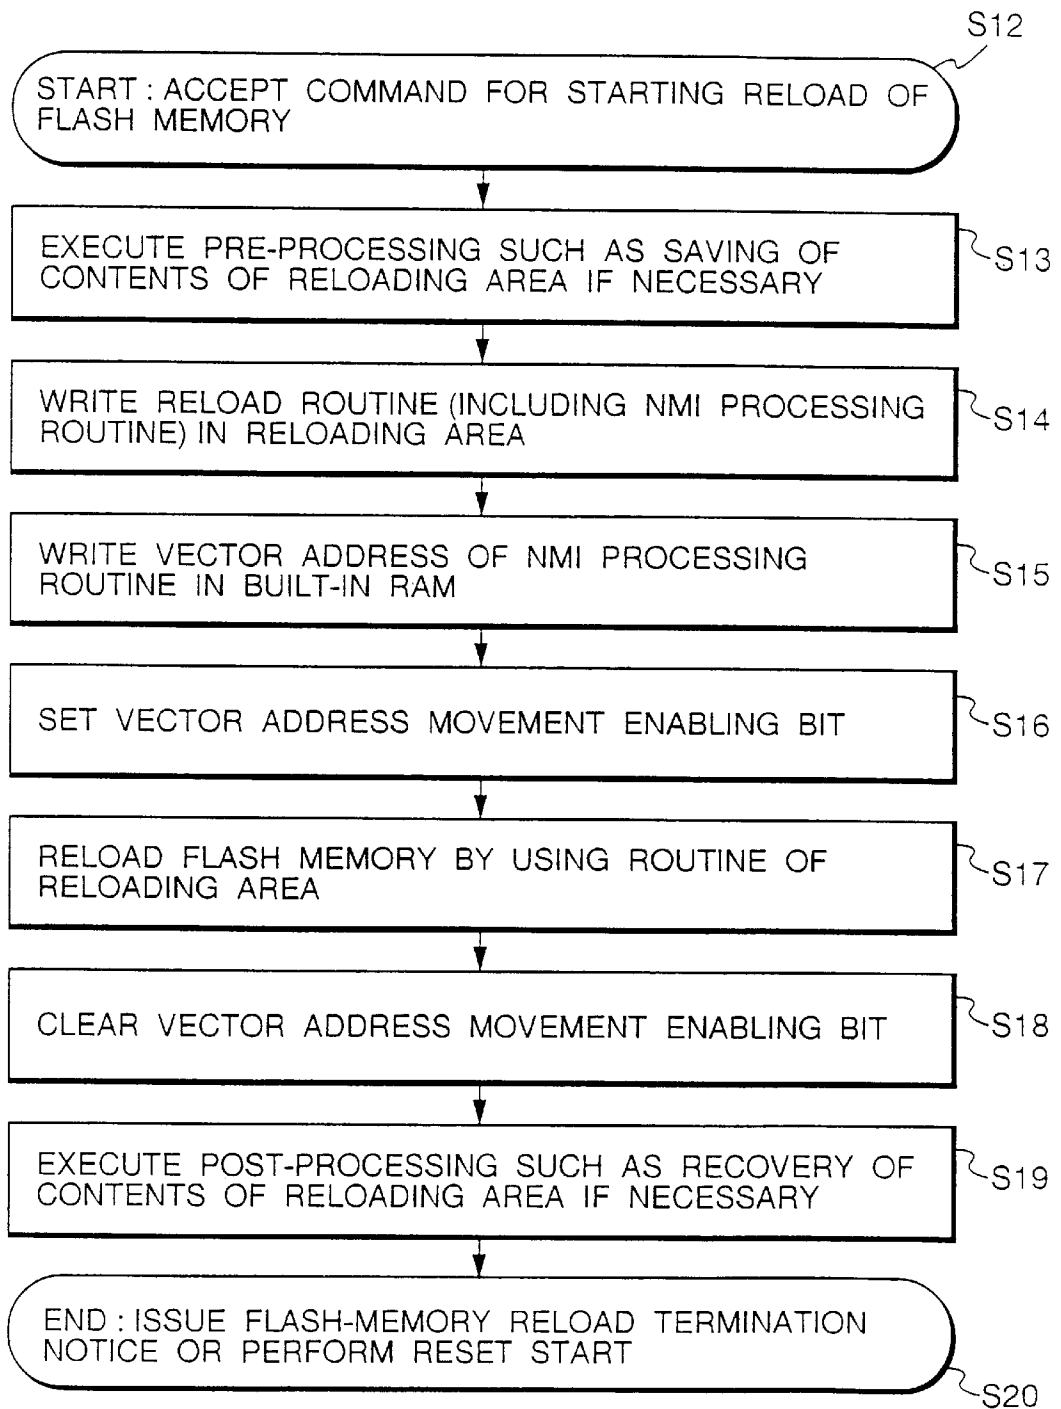 S12
START : ACCEPT COMMAND FOR STARTING RELOAD OF
FLASH MEMORY
EXECUTE PRE-PROCESSING SUCH AS SAVING OF
CONTENTS OF RELOADING AREA IF NECESSARY
S13
WRITE RELOAD ROUTINE (INCLUDING NMI PROCESSING
ROUTINE) IN RELOADING AREA
S14
WRITE VECTOR ADDRESS OF NMI PROCESSING
ROUTINE IN BUILT-IN RAM
S15
SET VECTOR ADDRESS MOVEMENT ENABLING BIT
S16
RELOAD FLASH MEMORY BY USING ROUTINE OF
RELOADING AREA
S17
CLEAR VECTOR ADDRESS MOVEMENT ENABLING BIT
S18
EXECUTE POST-PROCESSING SUCH AS RECOVERY OF
CONTENTS OF RELOADING AREA IF NECESSARY
S19
END : ISSUE FLASH-MEMORY RELOAD TERMINATION
NOTICE OR PERFORM RESET START
S20